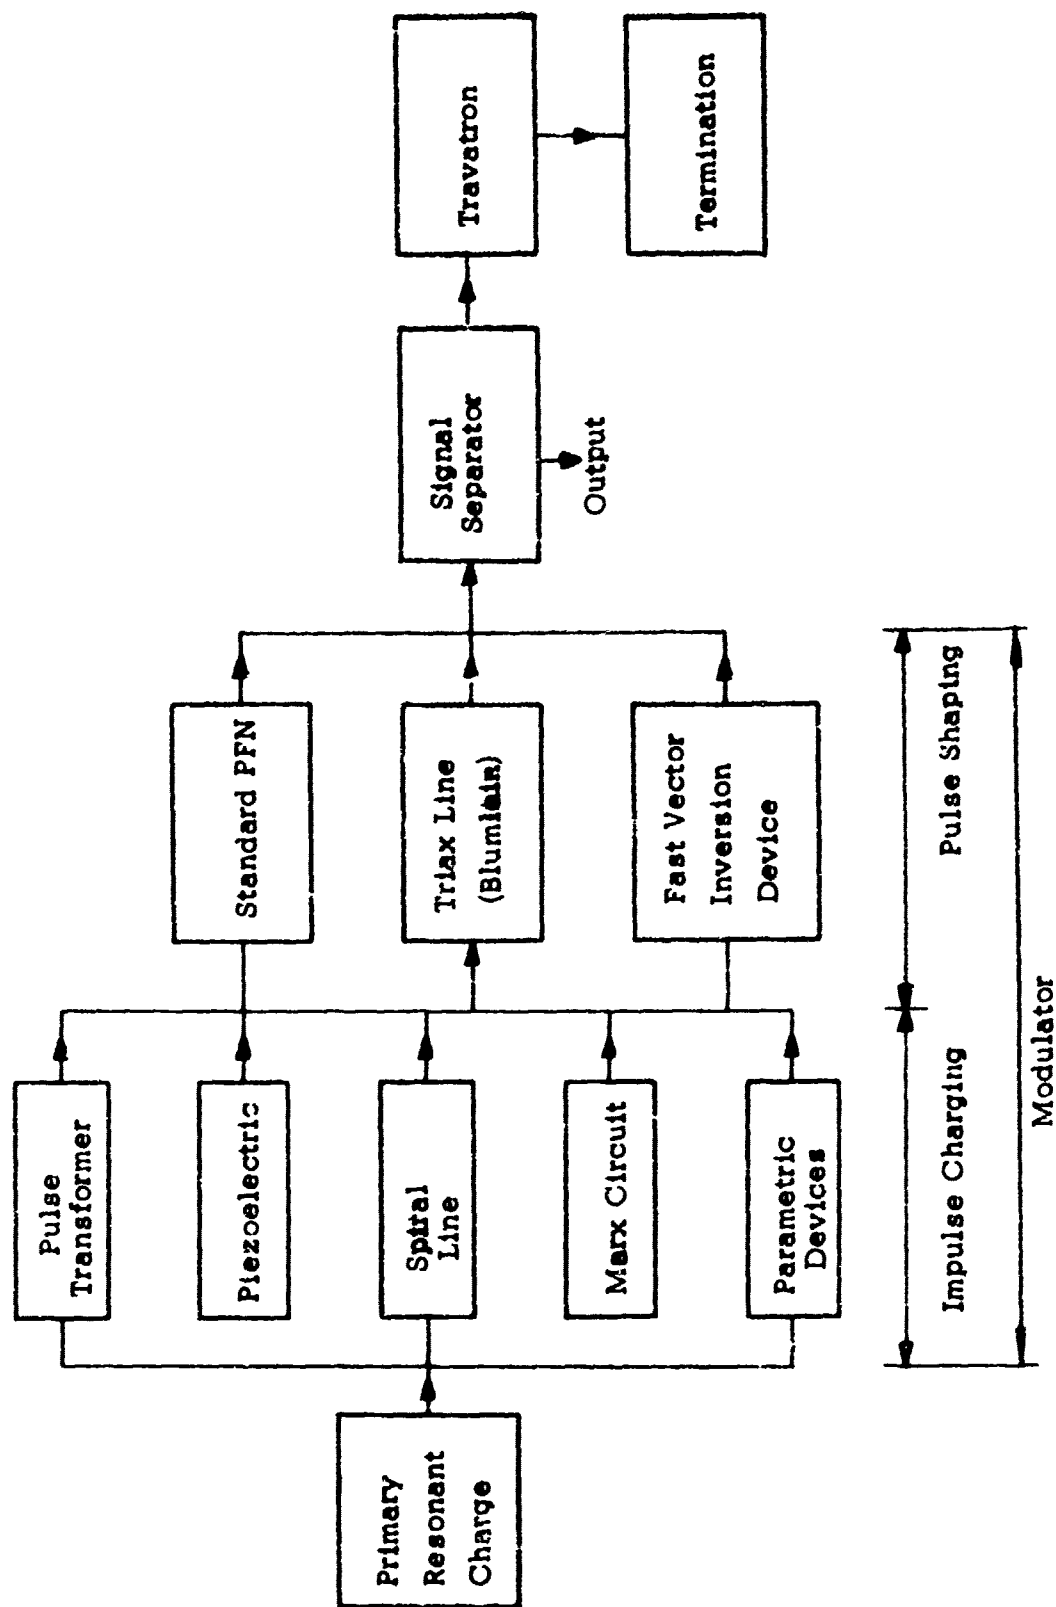 Primary
Resonant
Charge
Pulse
Transformer
Piezoelectric
Spiral
Line
Marx Circuit
Parametric
Devices
Standard PFN
Triax Line
(Blumlein)
Fast Vector
Inversion
Device
Signal
Separator
Output
Travatron
Termination
Impulse Charging
Pulse Shaping
Modulator